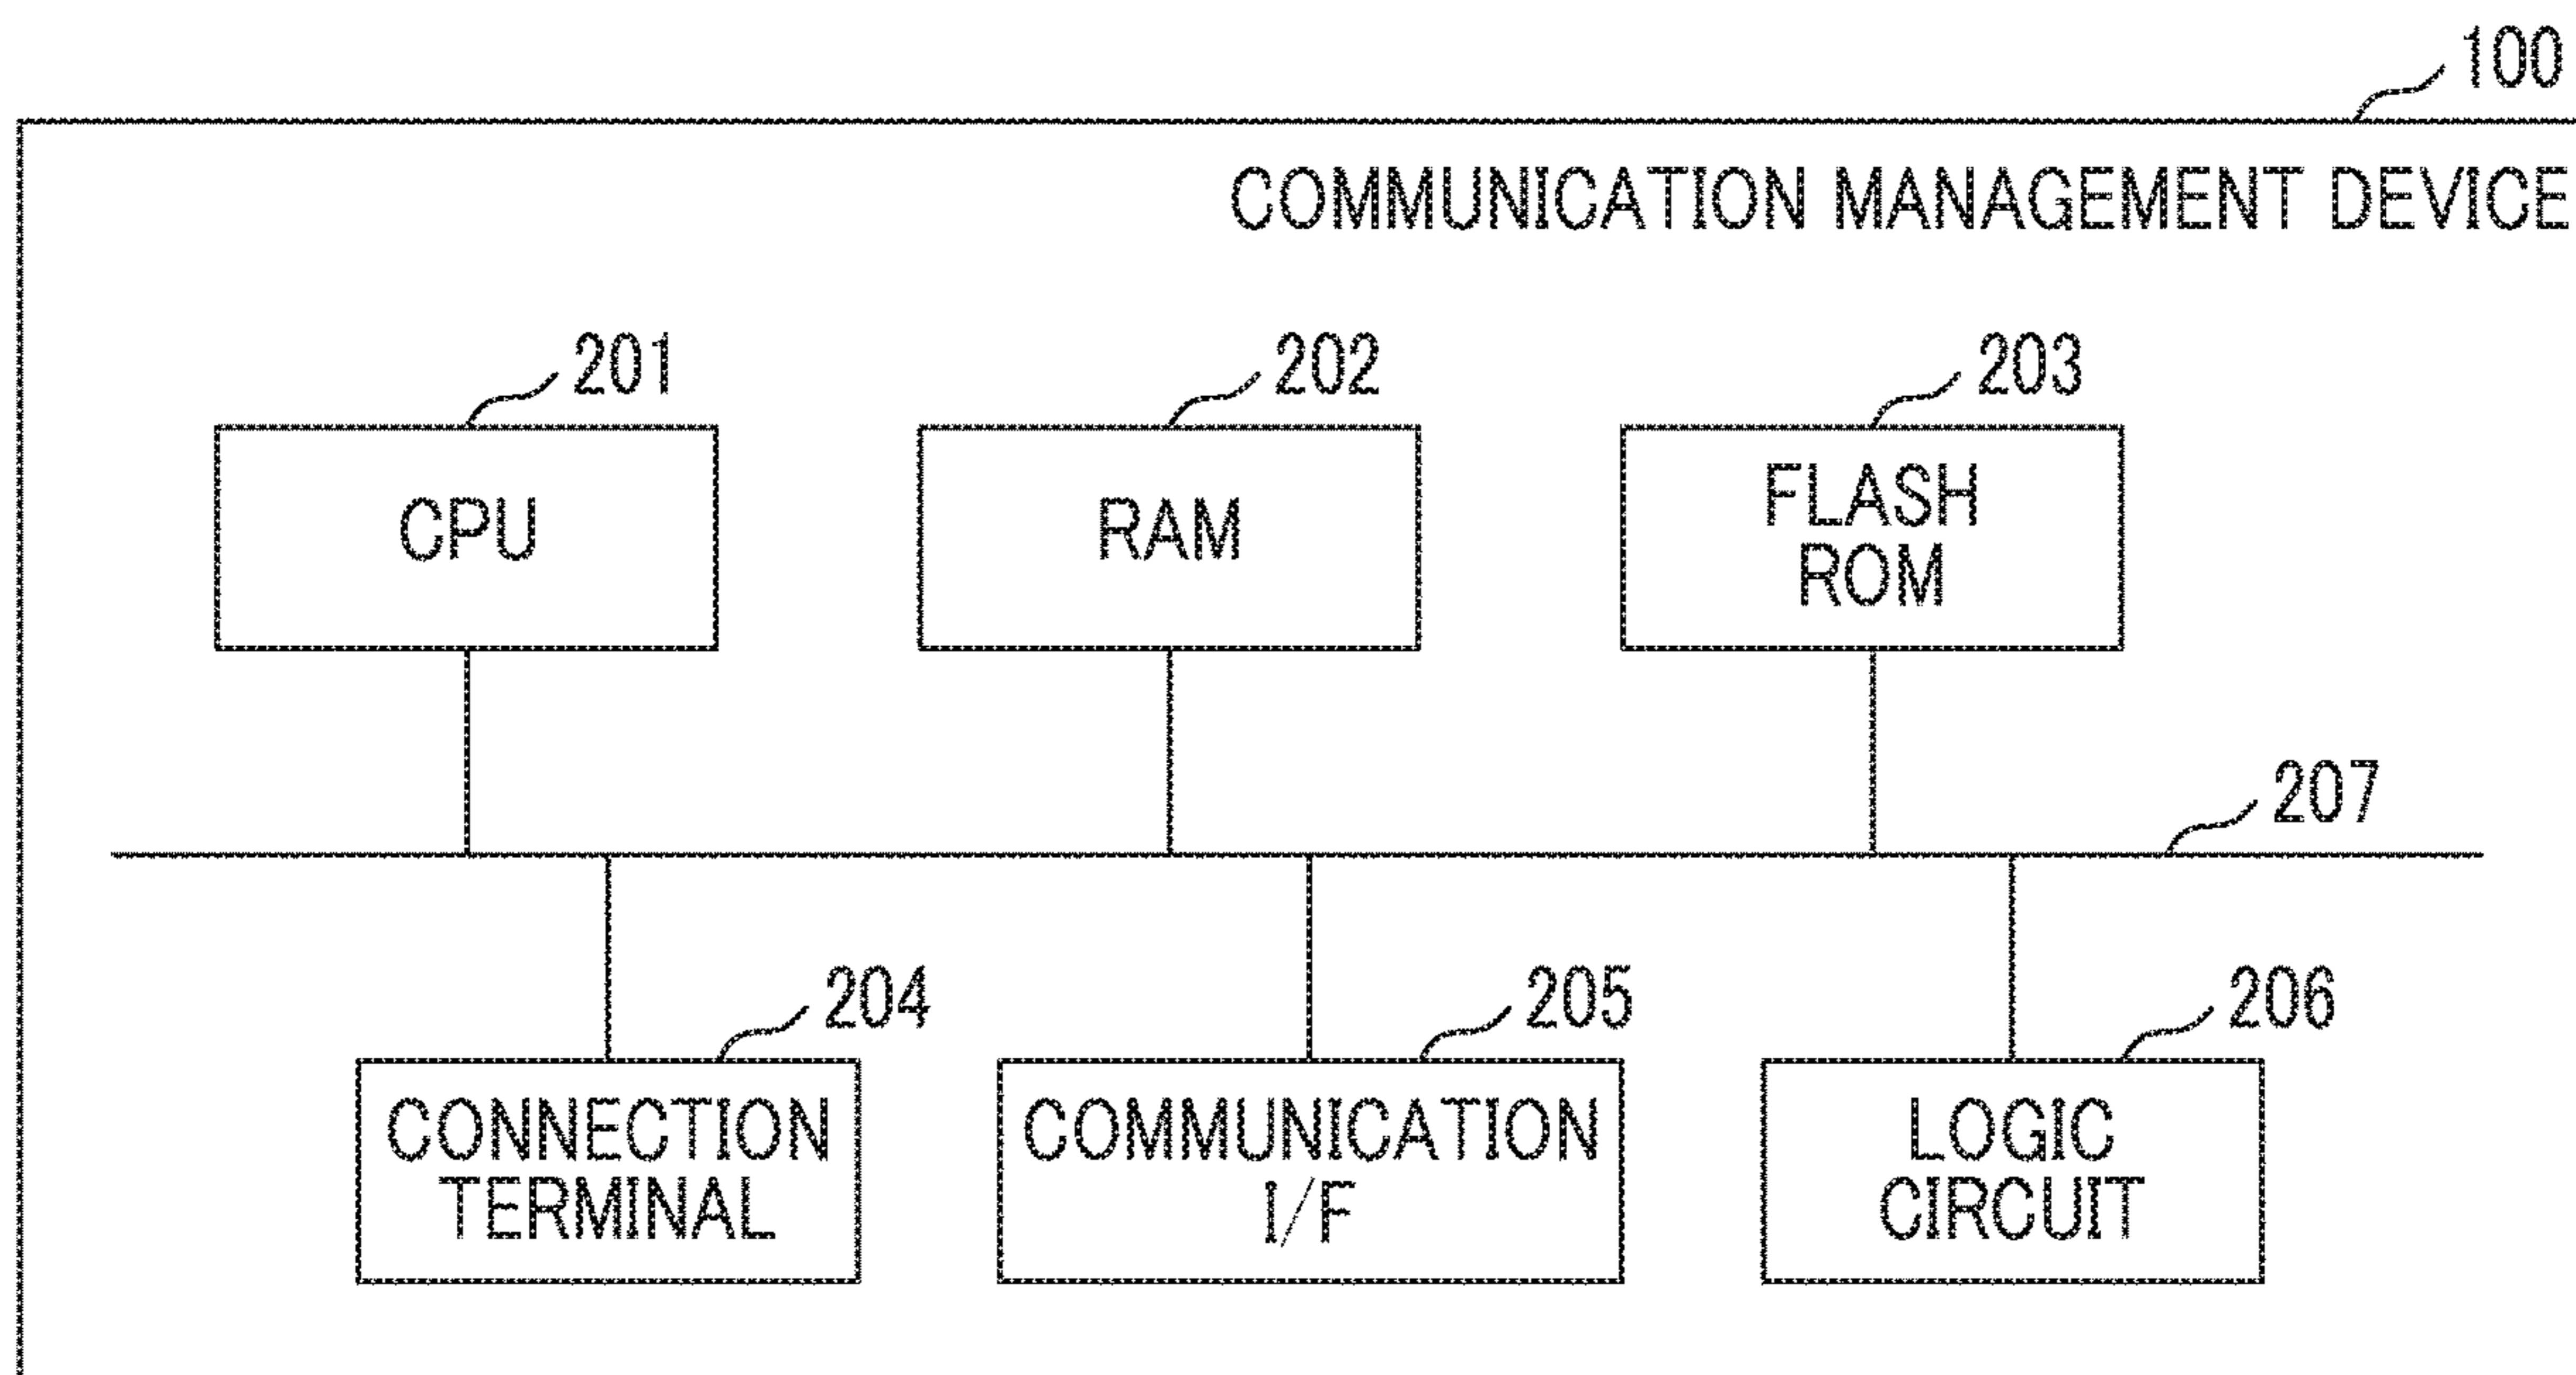 100
COMMUNICATION MANAGEMENT DEVICE
201
202
203
CPU
RAM
FLASH
ROM
207
204
205
206
CONNECTION
TERMINAL
COMMUNICATION
I/F
LOGIC
CIRCUIT